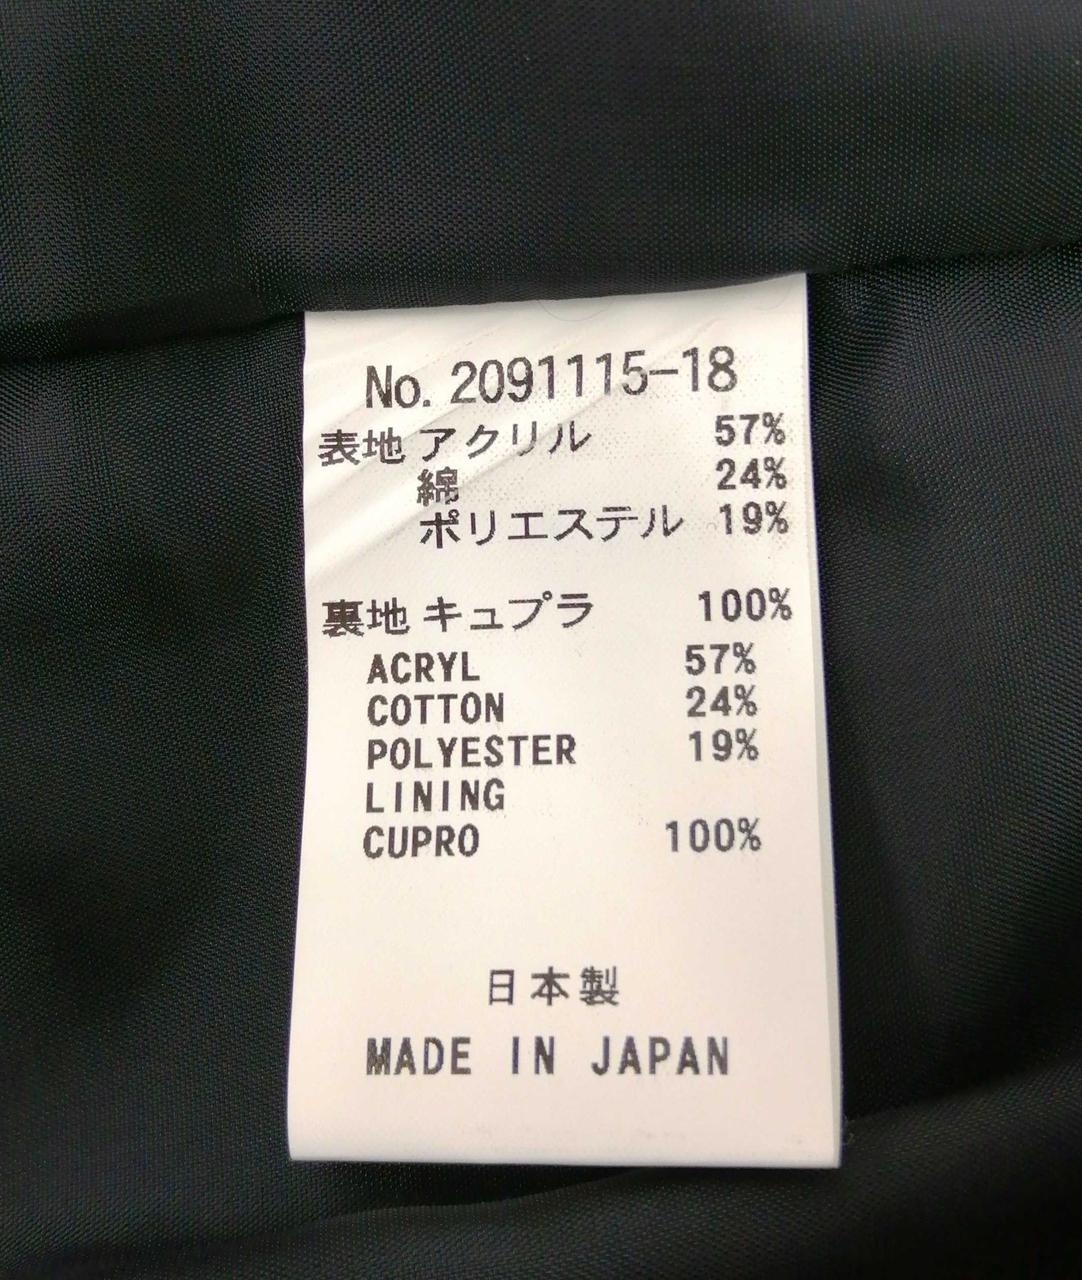 No. 2091115-18
表地 アクリル 57%
綿 24%
ポリエステル 19%
裏地 キュプラ 100%
ACRYL 57%
COTTON 24%
POLYESTER 19%
LINING
CUPRO 100%
日本製
MADE IN JAPAN